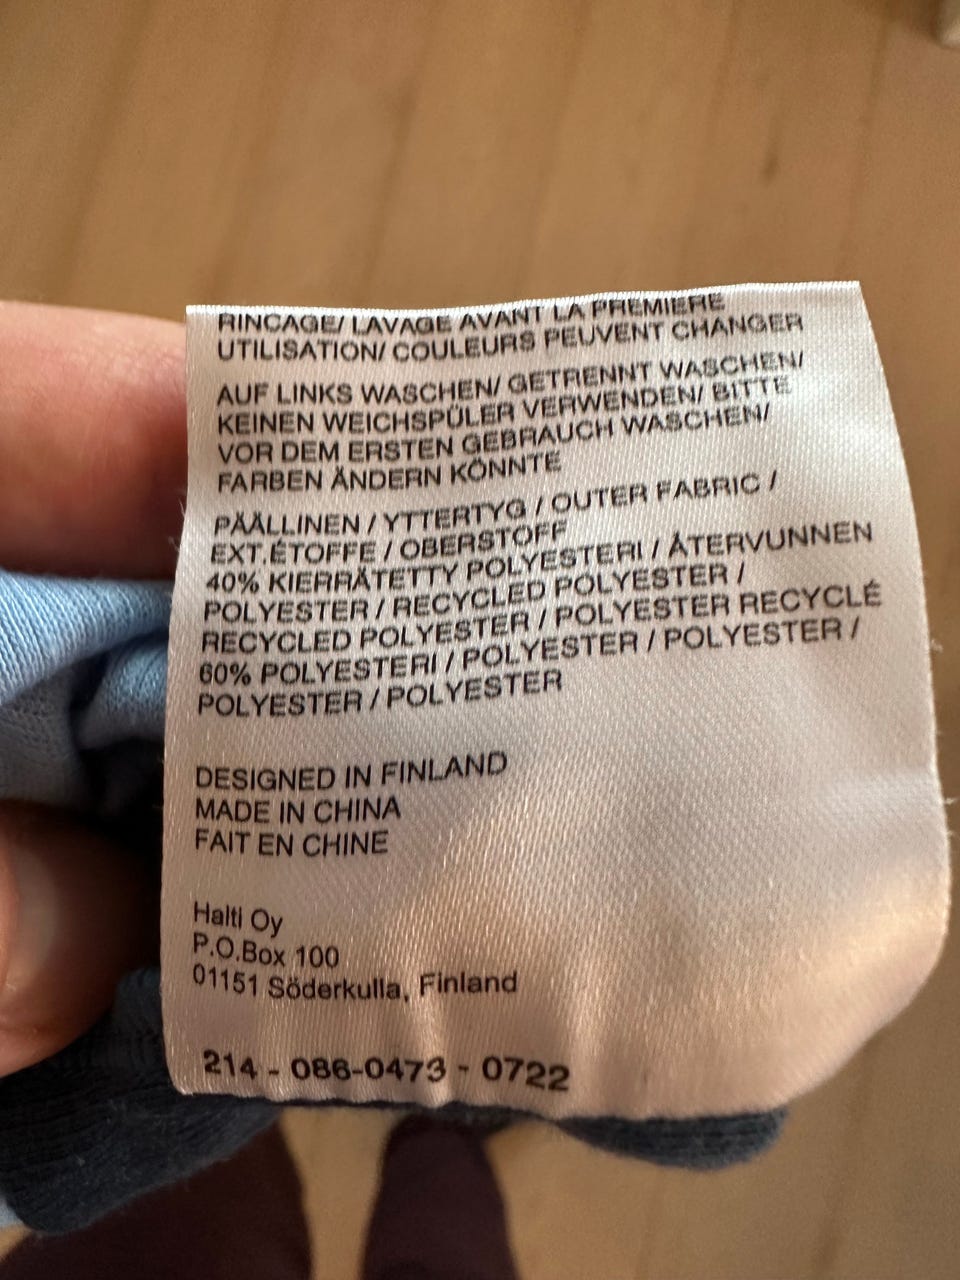 RINCAGE/ LAVAGE AVANT LA PREMIERE
UTILISATION/ COULEURS PEUVENT CHANGER
AUF LINKS WASCHEN/ GETRENNT WASCHEN/
KEINEN WEICHSPÜLER VERWENDEN/ BITTE
VOR DEM ERSTEN GEBRAUCH WASCHEN/
FARBEN ÄNDERN KÖNNTE
PÄÄLLINEN / YTTERTYG / OUTER FABRIC /
EXT.ÉTOFFE / OBERSTOFF
40% KIERRÄTETTY POLYESTERI / ÅTERVUNNEN
POLYESTER / RECYCLED POLYESTER /
RECYCLED POLYESTER / POLYESTER RECYCLÉ
60% POLYESTERI / POLYESTER / POLYESTER /
POLYESTER / POLYESTER
DESIGNED IN FINLAND
MADE IN CHINA
FAIT EN CHINE
Halti Oy
P.O.Box 100
01151 Söderkulla, Finland
214 - 086-0473 - 0722